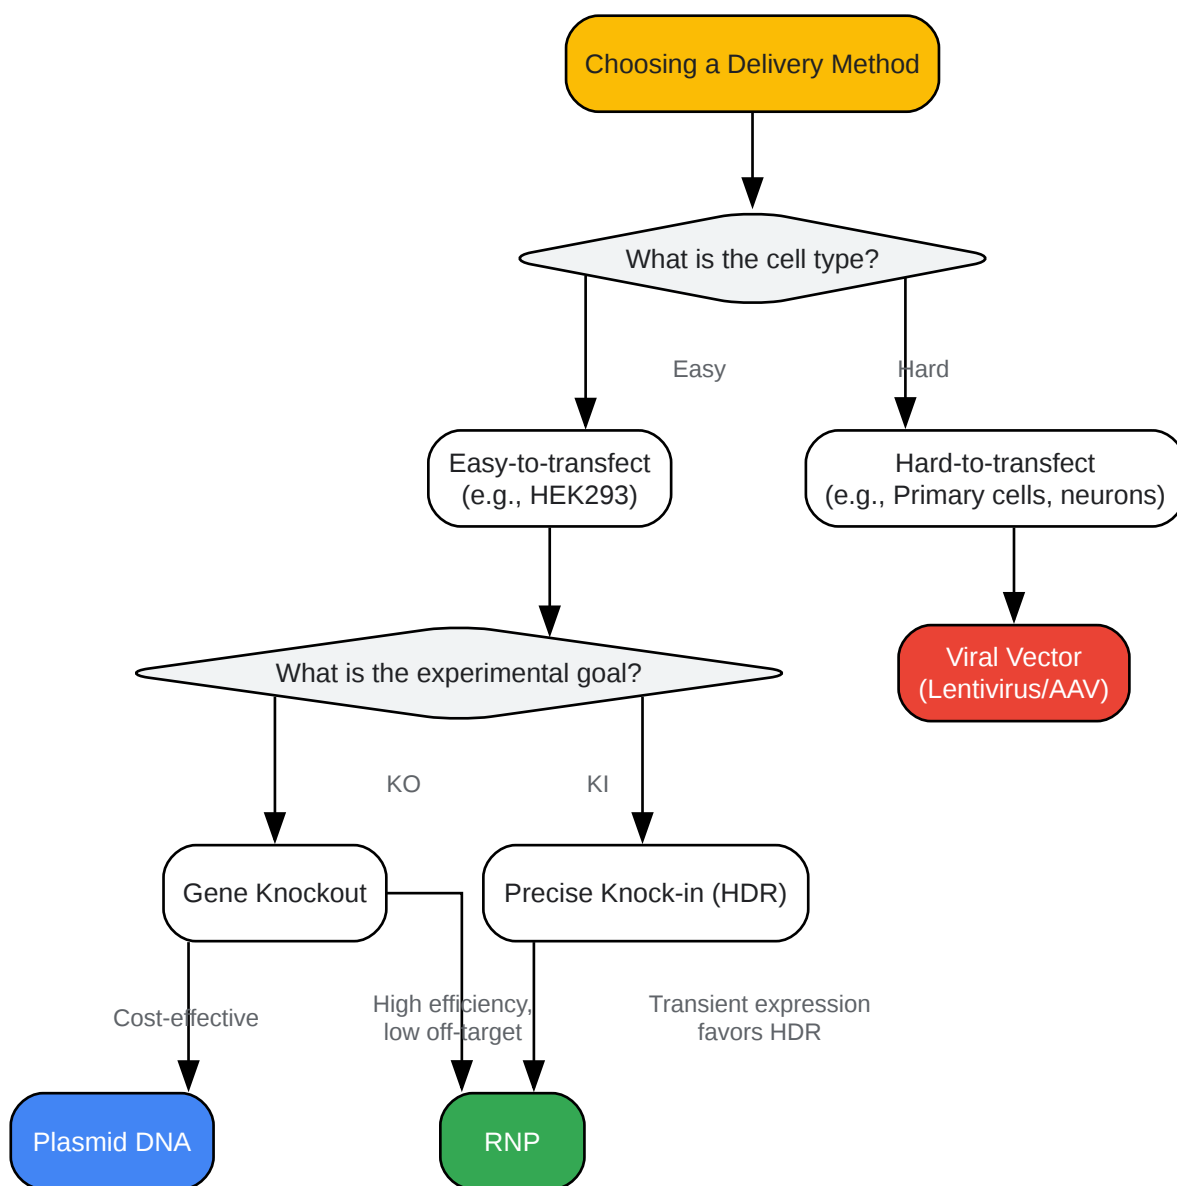 Choosing a Delivery Method
What is the cell type?
Easy
Hard
Easy-to-transfect
(e.g., HEK293)
Hard-to-transfect
(e.g., Primary cells, neurons)
What is the experimental goal?
Viral Vector
(Lentivirus/AAV)
KO
KI
Gene Knockout
Precise Knock-in (HDR)
Cost-effective
High efficiency,
low off-target
Transient expression
favors HDR
Plasmid DNA
RNP